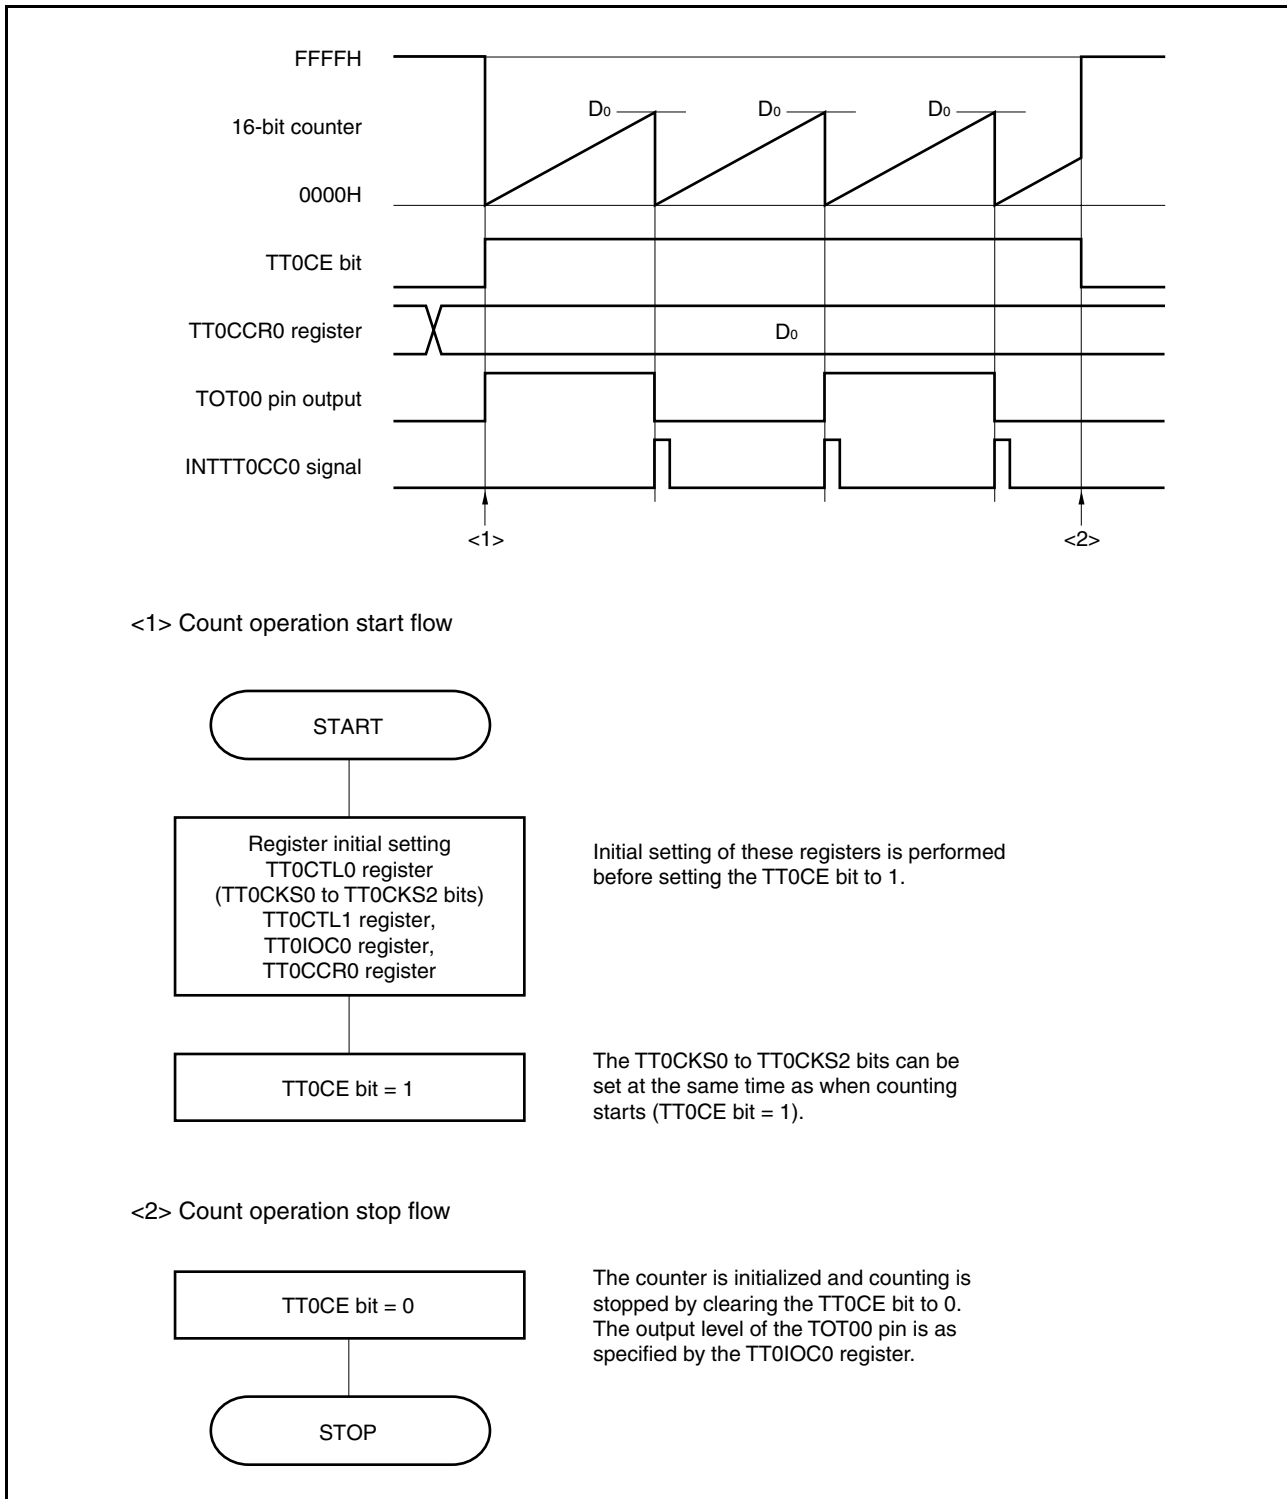 FFFFH
D0 D0 D0
16-bit counter
0000H
TT0CE bit
TT0CCR0 register
D0
TOT00 pin output
INTTT0CC0 signal
<1> <2>
<1> Count operation start flow
START
Register initial setting
TT0CTL0 register
(TT0CKS0 to TT0CKS2 bits)
TT0CTL1 register,
TT0IOC0 register,
TT0CCR0 register
Initial setting of these registers is performed
before setting the TT0CE bit to 1.
TT0CE bit = 1
The TT0CKS0 to TT0CKS2 bits can be
set at the same time as when counting
starts (TT0CE bit = 1).
<2> Count operation stop flow
TT0CE bit = 0
The counter is initialized and counting is
stopped by clearing the TT0CE bit to 0.
The output level of the TOT00 pin is as
specified by the TT0IOC0 register.
STOP